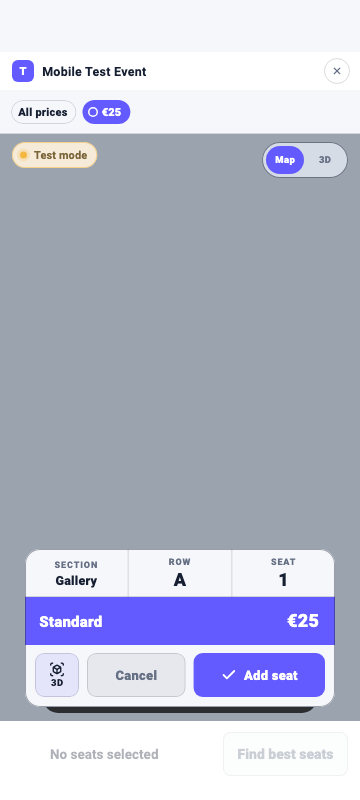 T Mobile Test Event
All prices €25
Test mode Map 3D
SECTION ROW SEAT
Gallery A 1
Standard €25
3D Cancel Add seat
No seats selected Find best seats